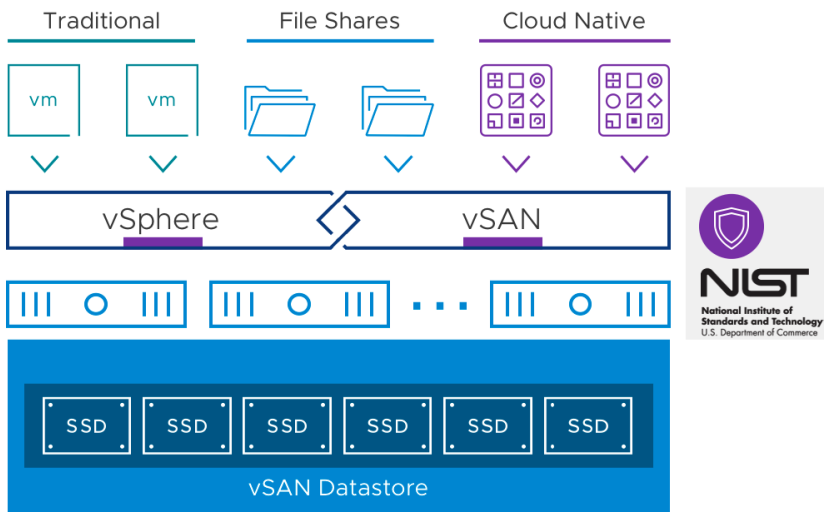 Traditional
File Shares
Cloud Native
vm
vm
vSphere
vSAN
NIST
National Institute of
Standards and Technology
U.S. Department of Commerce
SSD
SSD
SSD
SSD
SSD
SSD
vSAN Datastore